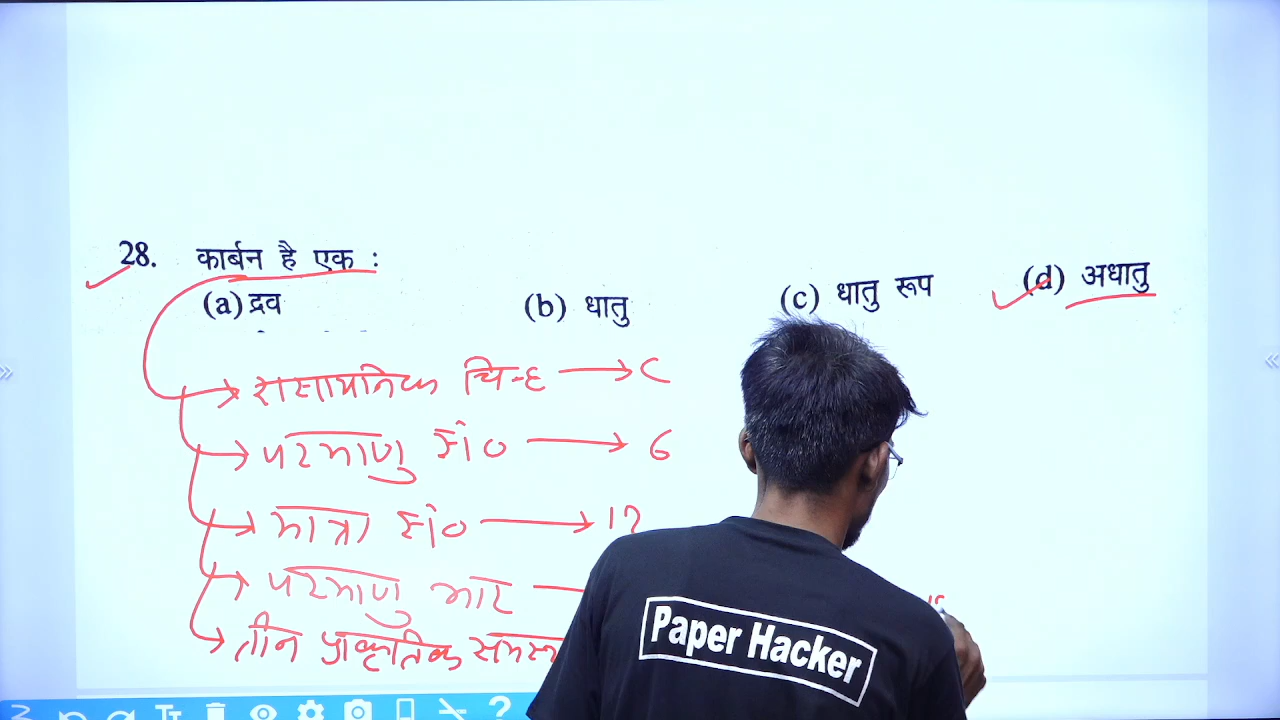 28. कार्बन है एक :
(a) द्रव (b) धातु (c) धातु रूप (d) अधातु
रासायनिक चिन्ह → C
परमाणु सं० → 6
मात्रा सं० → 12
परमाणु भार
तीन प्राकृतिक
Paper Hacker